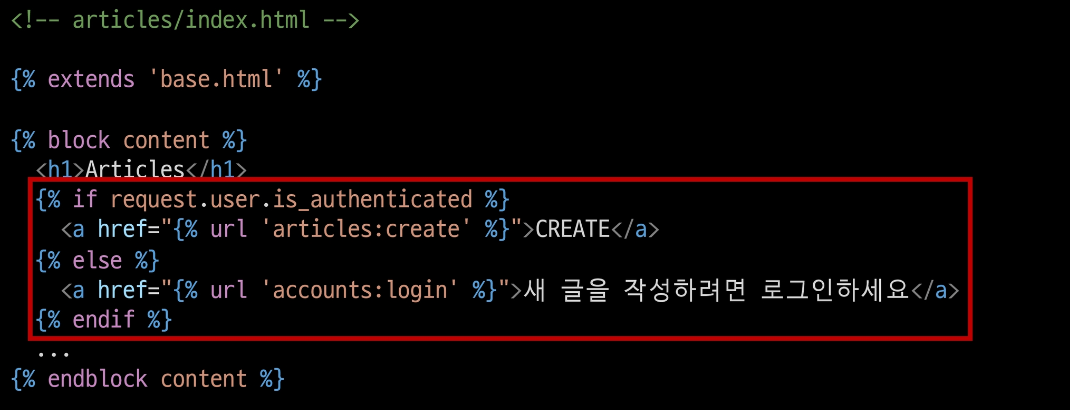 <!-- articles/index.html -->
{% extends 'base.html' %}
{% block content %}
<h1>Articles</h1>
{% if request.user.is_authenticated %}
<a href="{% url 'articles:create' %}">CREATE</a>
{% else %}
<a href="{% url 'accounts:login' %}">새 글을 작성하려면 로그인하세요</a>
{% endif %}
...
{% endblock content %}